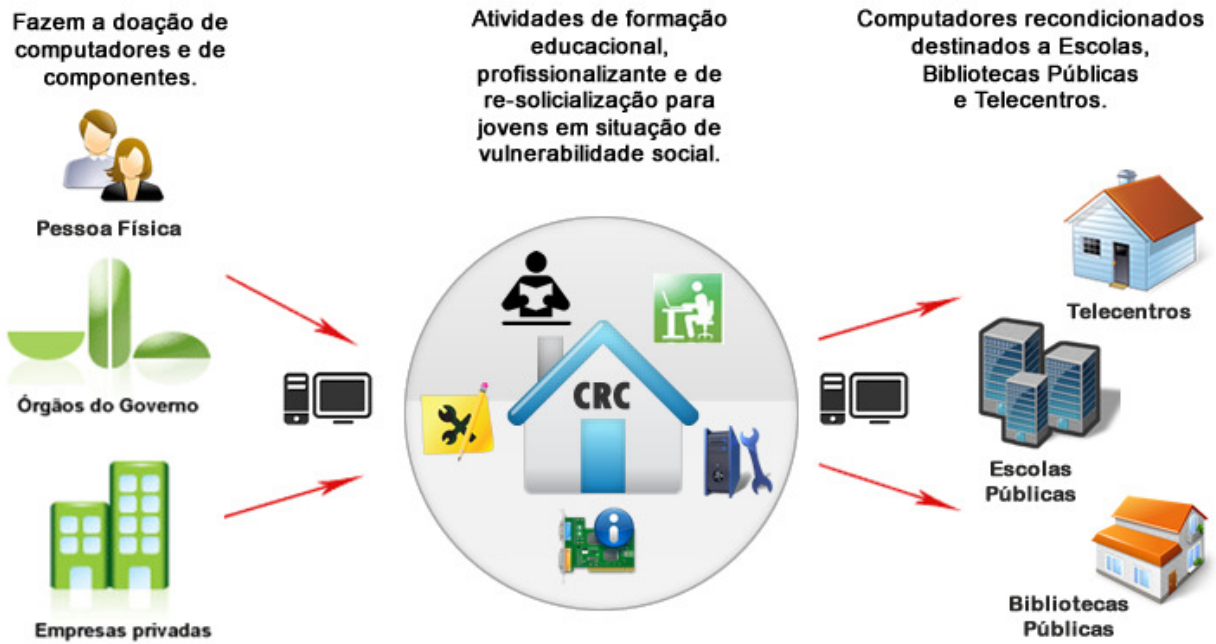 Fazem a doação de
computadores e de
componentes.
Pessoa Física
Órgãos do Governo
Empresas privadas
Atividades de formação
educacional,
profissionalizante e de
re-solicialização para
jovens em situação de
vulnerabilidade social.
CRC
Computadores recondicionados
destinados a Escolas,
Bibliotecas Públicas
e Telecentros.
Telecentros
Escolas
Públicas
Bibliotecas
Públicas